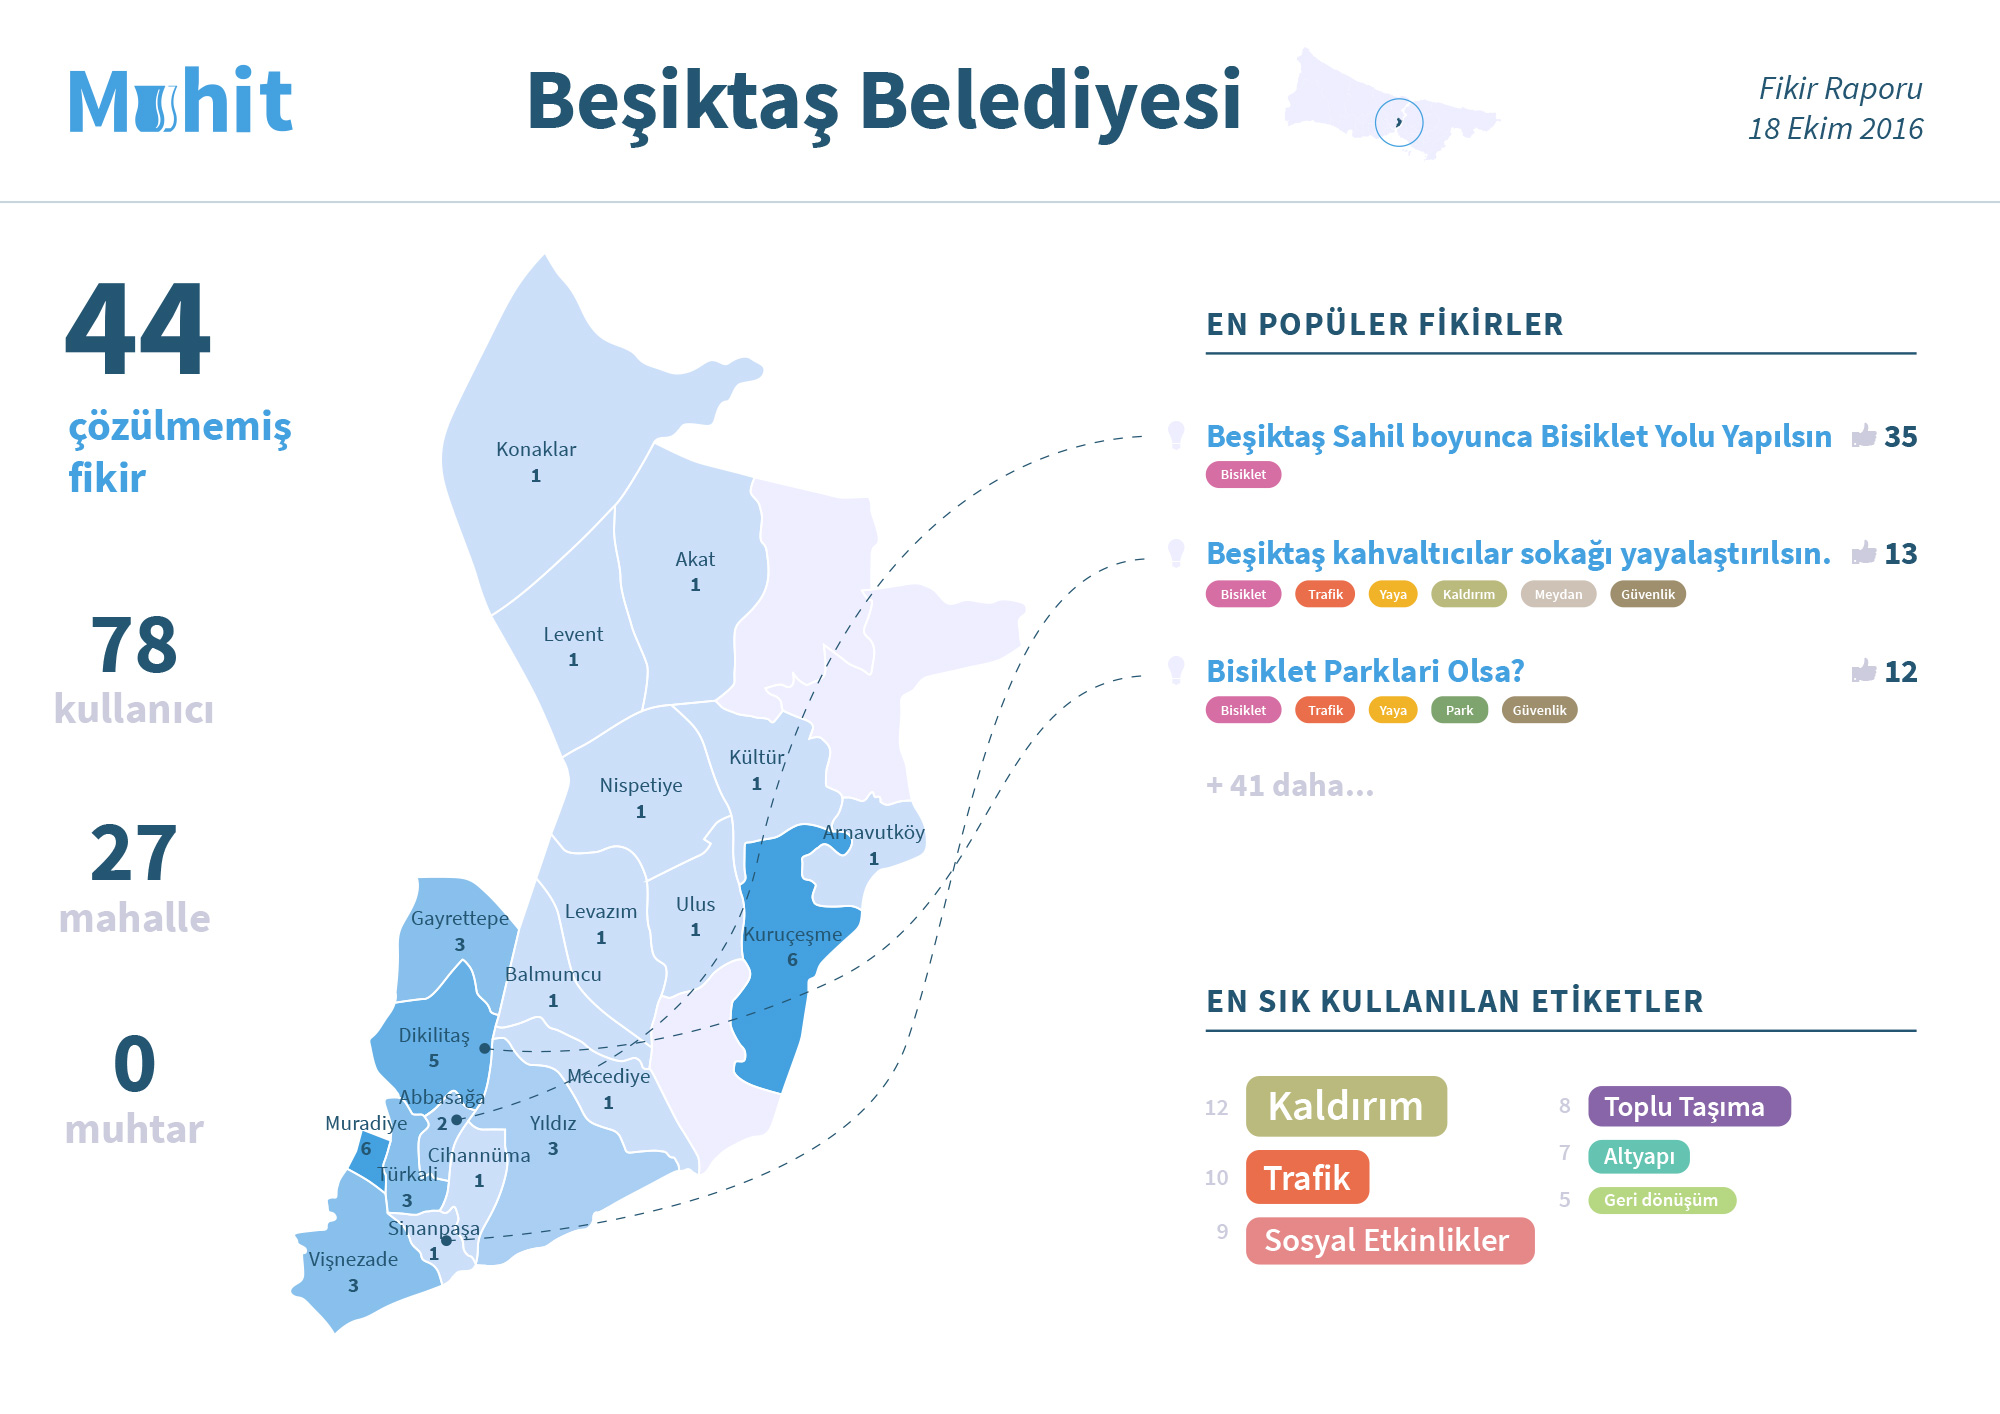 Muhit
Beşiktaş Belediyesi
Fikir Raporu
18 Ekim 2016
44
çözülmemiş
fikir
78
kullanıcı
27
mahalle
0
muhtar
Konaklar
1
Akat
1
Levent
1
Kültür
1
Nispetiye
1
Arnavutköy
1
Ulus
1
Levazım
1
Kuruçeşme
6
Gayrettepe
3
Balmumcu
1
Dikilitaş
5
Mecediye
1
Abbasağa
2
Muradiye
6
Yıldız
3
Cihannüma
1
Türkali
3
Sinanpaşa
1
Vişnezade
3
EN POPÜLER FİKİRLER
Beşiktaş Sahil boyunca Bisiklet Yolu Yapılsın 35
Bisiklet
Beşiktaş kahvaltıcılar sokağı yayalaştırılsın. 13
Bisiklet Trafik Yaya Kaldırım Meydan Güvenlik
Bisiklet Parklari Olsa? 12
Bisiklet Trafik Yaya Park Güvenlik
+ 41 daha...
EN SIK KULLANILAN ETİKETLER
12 Kaldırım
10 Trafik
9 Sosyal Etkinlikler
8 Toplu Taşıma
7 Altyapı
5 Geri dönüşüm